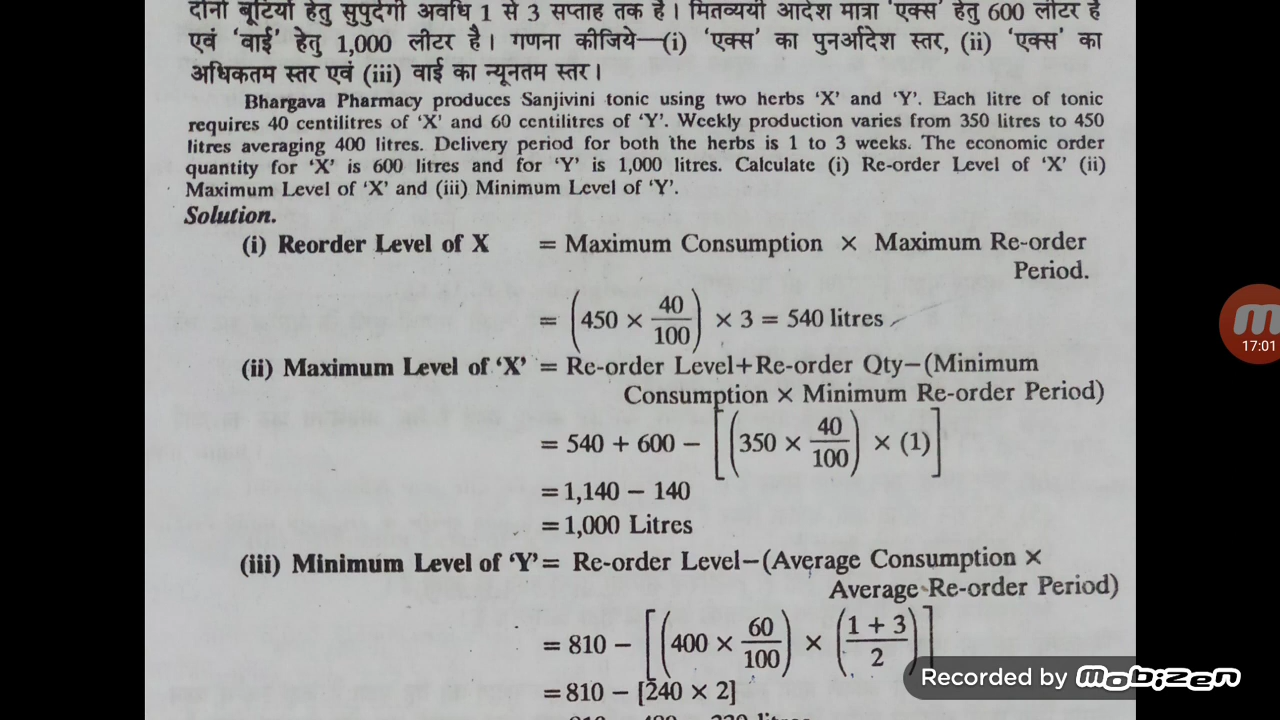 दोनों बूटियों हेतु सुपुर्दगी अवधि 1 से 3 सप्ताह तक है। मितव्ययी आदेश मात्रा 'एक्स' हेतु 600 लीटर है
एवं 'वाई' हेतु 1,000 लीटर है। गणना कीजिये—(i) 'एक्स' का पुनर्आदेश स्तर, (ii) 'एक्स' का
अधिकतम स्तर एवं (iii) वाई का न्यूनतम स्तर।
Bhargava Pharmacy produces Sanjivini tonic using two herbs 'X' and 'Y'. Each litre of tonic
requires 40 centilitres of 'X' and 60 centilitres of 'Y'. Weekly production varies from 350 litres to 450
litres averaging 400 litres. Delivery period for both the herbs is 1 to 3 weeks. The economic order
quantity for 'X' is 600 litres and for 'Y' is 1,000 litres. Calculate (i) Re-order Level of 'X' (ii)
Maximum Level of 'X' and (iii) Minimum Level of 'Y'.
Solution.
(i) Reorder Level of X = Maximum Consumption × Maximum Re-order
Period.
= (450 × 40/100) × 3 = 540 litres
(ii) Maximum Level of 'X' = Re-order Level+Re-order Qty−(Minimum
Consumption × Minimum Re-order Period)
= 540 + 600 − [(350 × 40/100) × (1)]
= 1,140 − 140
= 1,000 Litres
(iii) Minimum Level of 'Y' = Re-order Level−(Average Consumption ×
Average Re-order Period)
= 810 − [(400 × 60/100) × (1 + 3/2)]
= 810 − [240 × 2]
17:01
Recorded by mobizen